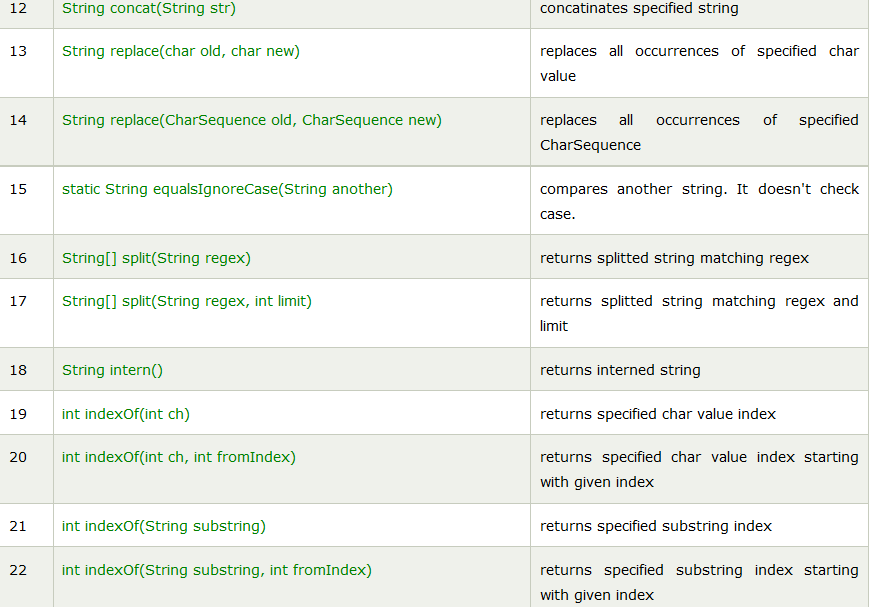 12 String concat(String str) concatinates specified string
13 String replace(char old, char new) replaces all occurrences of specified char
value
14 String replace(CharSequence old, CharSequence new) replaces all occurrences of specified
CharSequence
15 static String equalsIgnoreCase(String another) compares another string. It doesn't check
case.
16 String[] split(String regex) returns splitted string matching regex
17 String[] split(String regex, int limit) returns splitted string matching regex and
limit
18 String intern() returns interned string
19 int indexOf(int ch) returns specified char value index
20 int indexOf(int ch, int fromIndex) returns specified char value index starting
with given index
21 int indexOf(String substring) returns specified substring index
22 int indexOf(String substring, int fromIndex) returns specified substring index starting
with given index